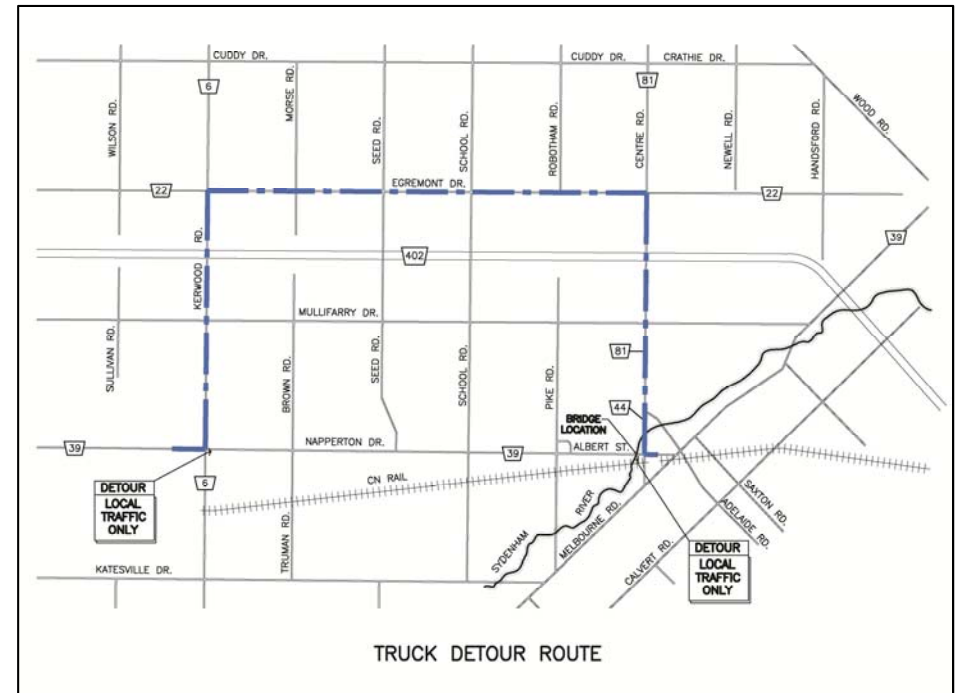 CUDDY DR.
CUDDY DR.
CRATHIE DR.
6
81
WILSON RD.
MORSE RD.
SEED RD.
SCHOOL RD.
ROBOTHAM RD.
CENTRE RD.
NEWELL RD.
HANDSFORD RD.
WOOD RD.
22
EGREMONT DR.
22
39
KERWOOD RD.
402
MULLIFARRY DR.
SULLIVAN RD.
BROWN RD.
SEED RD.
SCHOOL RD.
PIKE RD.
81
44
BRIDGE
LOCATION
39
NAPPERTON DR.
39
ALBERT ST.
DETOUR
LOCAL
TRAFFIC
ONLY
6
CN RAIL
TRUMAN RD.
SYDENHAM RIVER
MELBOURNE RD.
SAXTON RD.
ADELAIDE RD.
CALVERT RD.
DETOUR
LOCAL
TRAFFIC
ONLY
KATESVILLE DR.
TRUCK DETOUR ROUTE